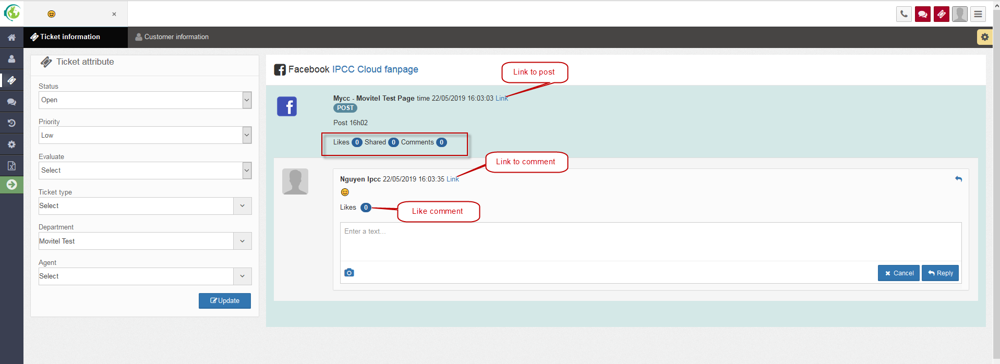 Ticket information
Customer information
Ticket attribute
Status
Open
Priority
Low
Evaluate
Select
Ticket type
Select
Department
Movitel Test
Agent
Select
Update
Facebook IPCC Cloud fanpage
Link to post
Mycc - Movitel Test Page time 22/05/2019 16:03:03 Link
POST
Post 16h02
Likes 0 Shared 0 Comments 0
Link to comment
Nguyen Ipcc 22/05/2019 16:03:35 Link
😊
Likes 0
Like comment
Enter a text...
Cancel
Reply